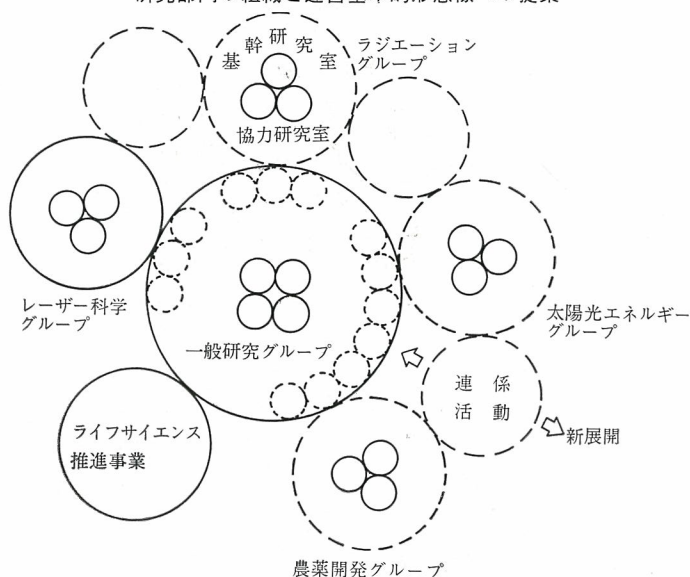 基幹研究室
ラジエーション
グループ
協力研究室
レーザー科学
グループ
一般研究グループ
太陽光エネルギー
グループ
連係
活動
新展開
ライフサイエンス
推進事業
農薬開発グループ